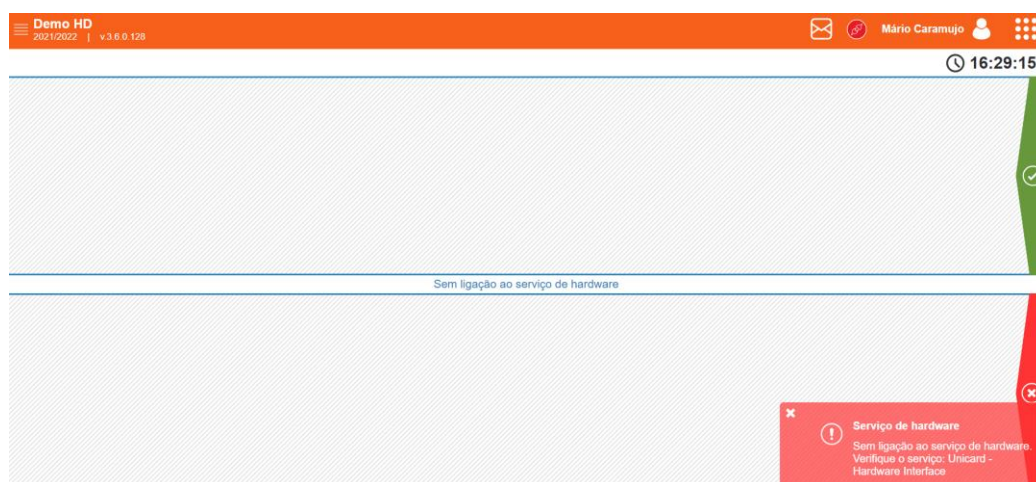 Demo HD
2021/2022 | v.3.6.0.128
Mário Caramujo
16:29:15
Sem ligação ao serviço de hardware
Serviço de hardware
Sem ligação ao serviço de hardware.
Verifique o serviço: Unicard -
Hardware Interface